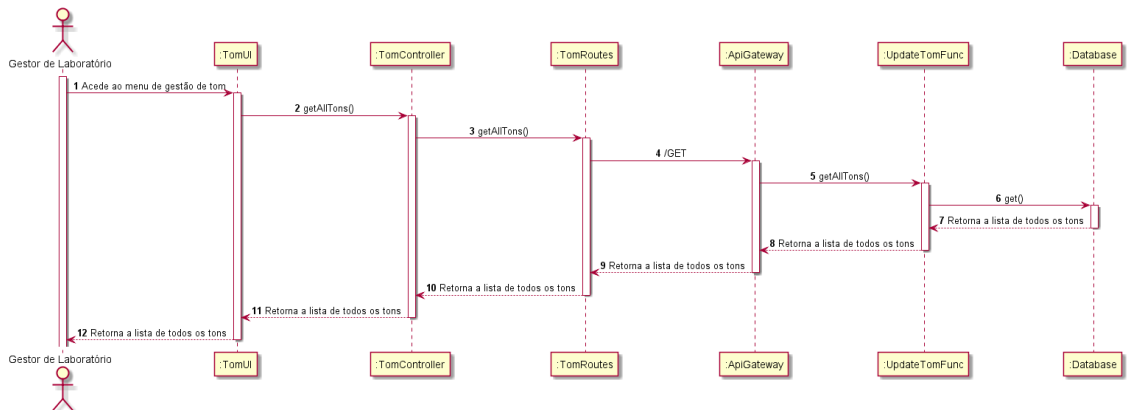 Gestor de Laboratório
:TomUI
:TomController
:TomRoutes
:ApiGateway
:UpdateTomFunc
:Database
1 Acede ao menu de gestão de tom
2 getAllTons()
3 getAllTons()
4 /GET
5 getAllTons()
6 get()
7 Retorna a lista de todos os tons
8 Retorna a lista de todos os tons
9 Retorna a lista de todos os tons
10 Retorna a lista de todos os tons
11 Retorna a lista de todos os tons
12 Retorna a lista de todos os tons
Gestor de Laboratório
:TomUI
:TomController
:TomRoutes
:ApiGateway
:UpdateTomFunc
:Database